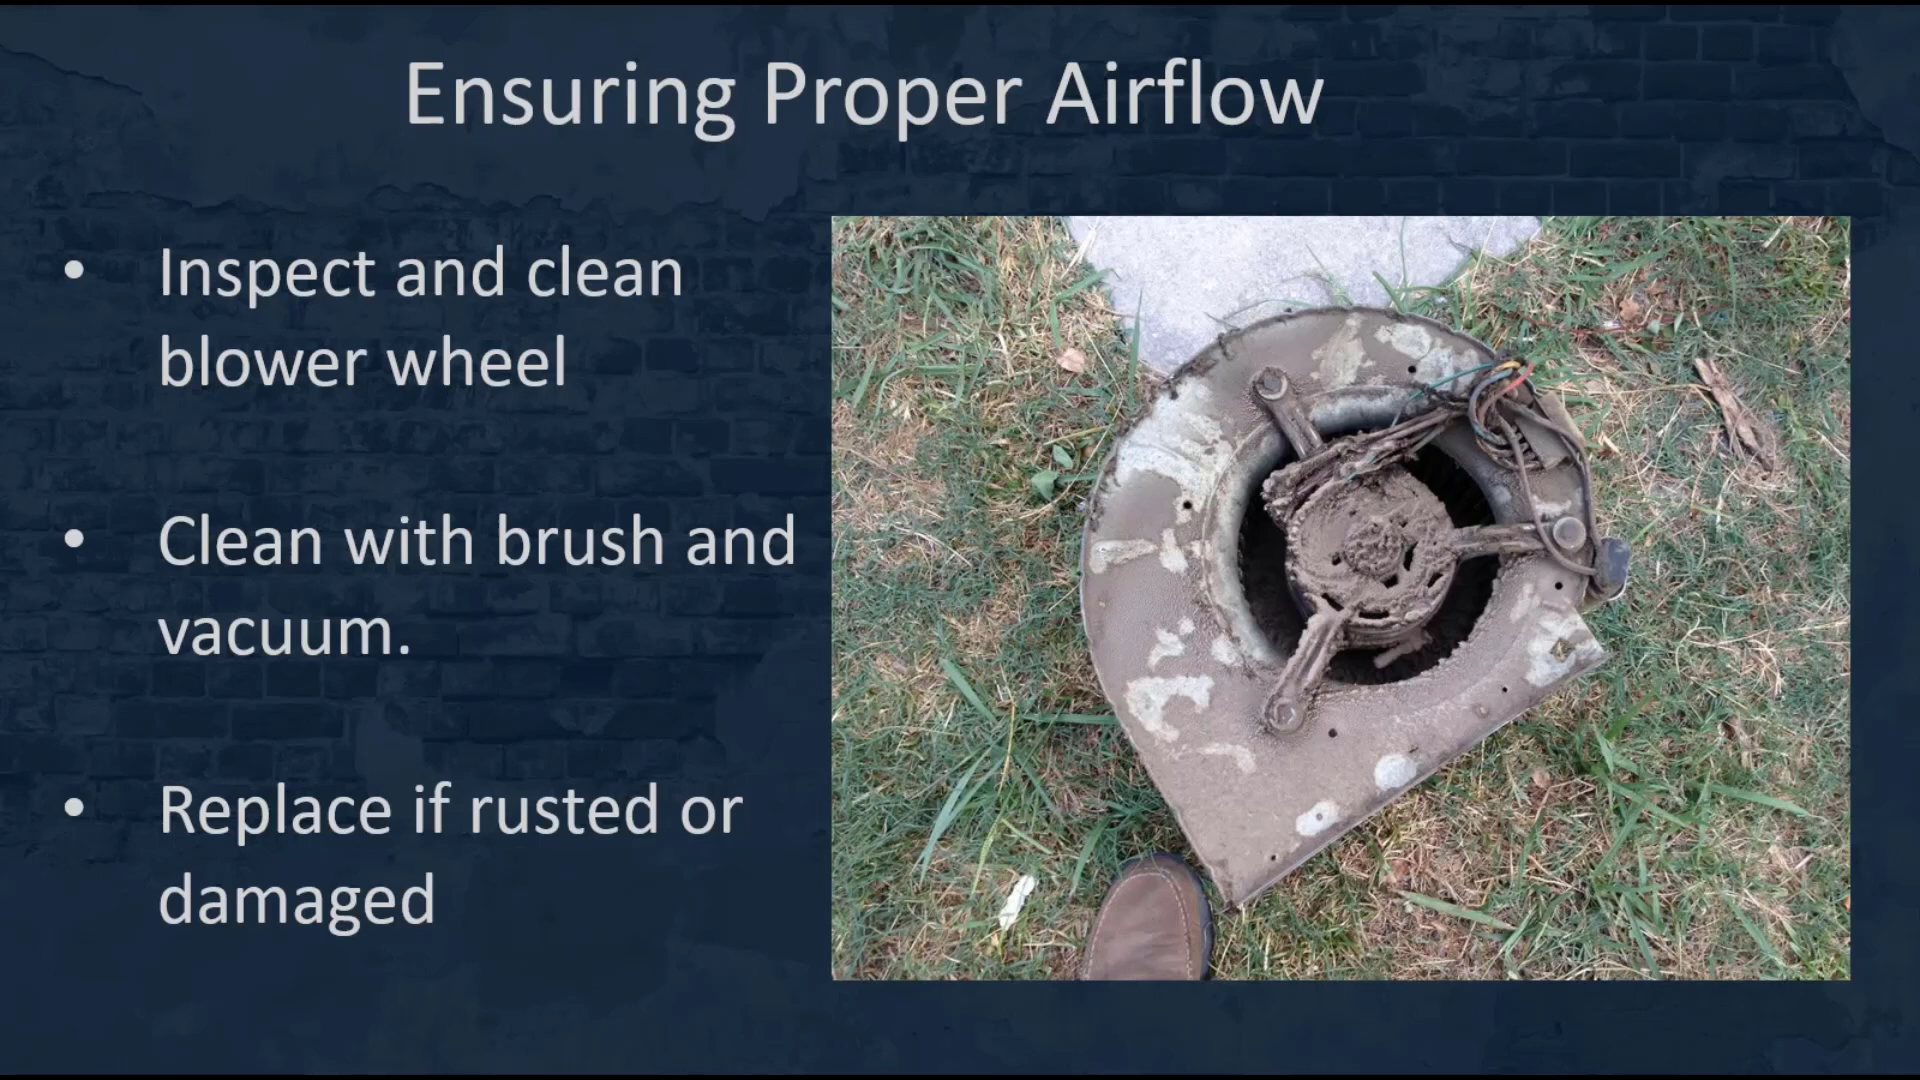 Ensuring Proper Airflow
• Inspect and clean
blower wheel
• Clean with brush and
vacuum.
• Replace if rusted or
damaged